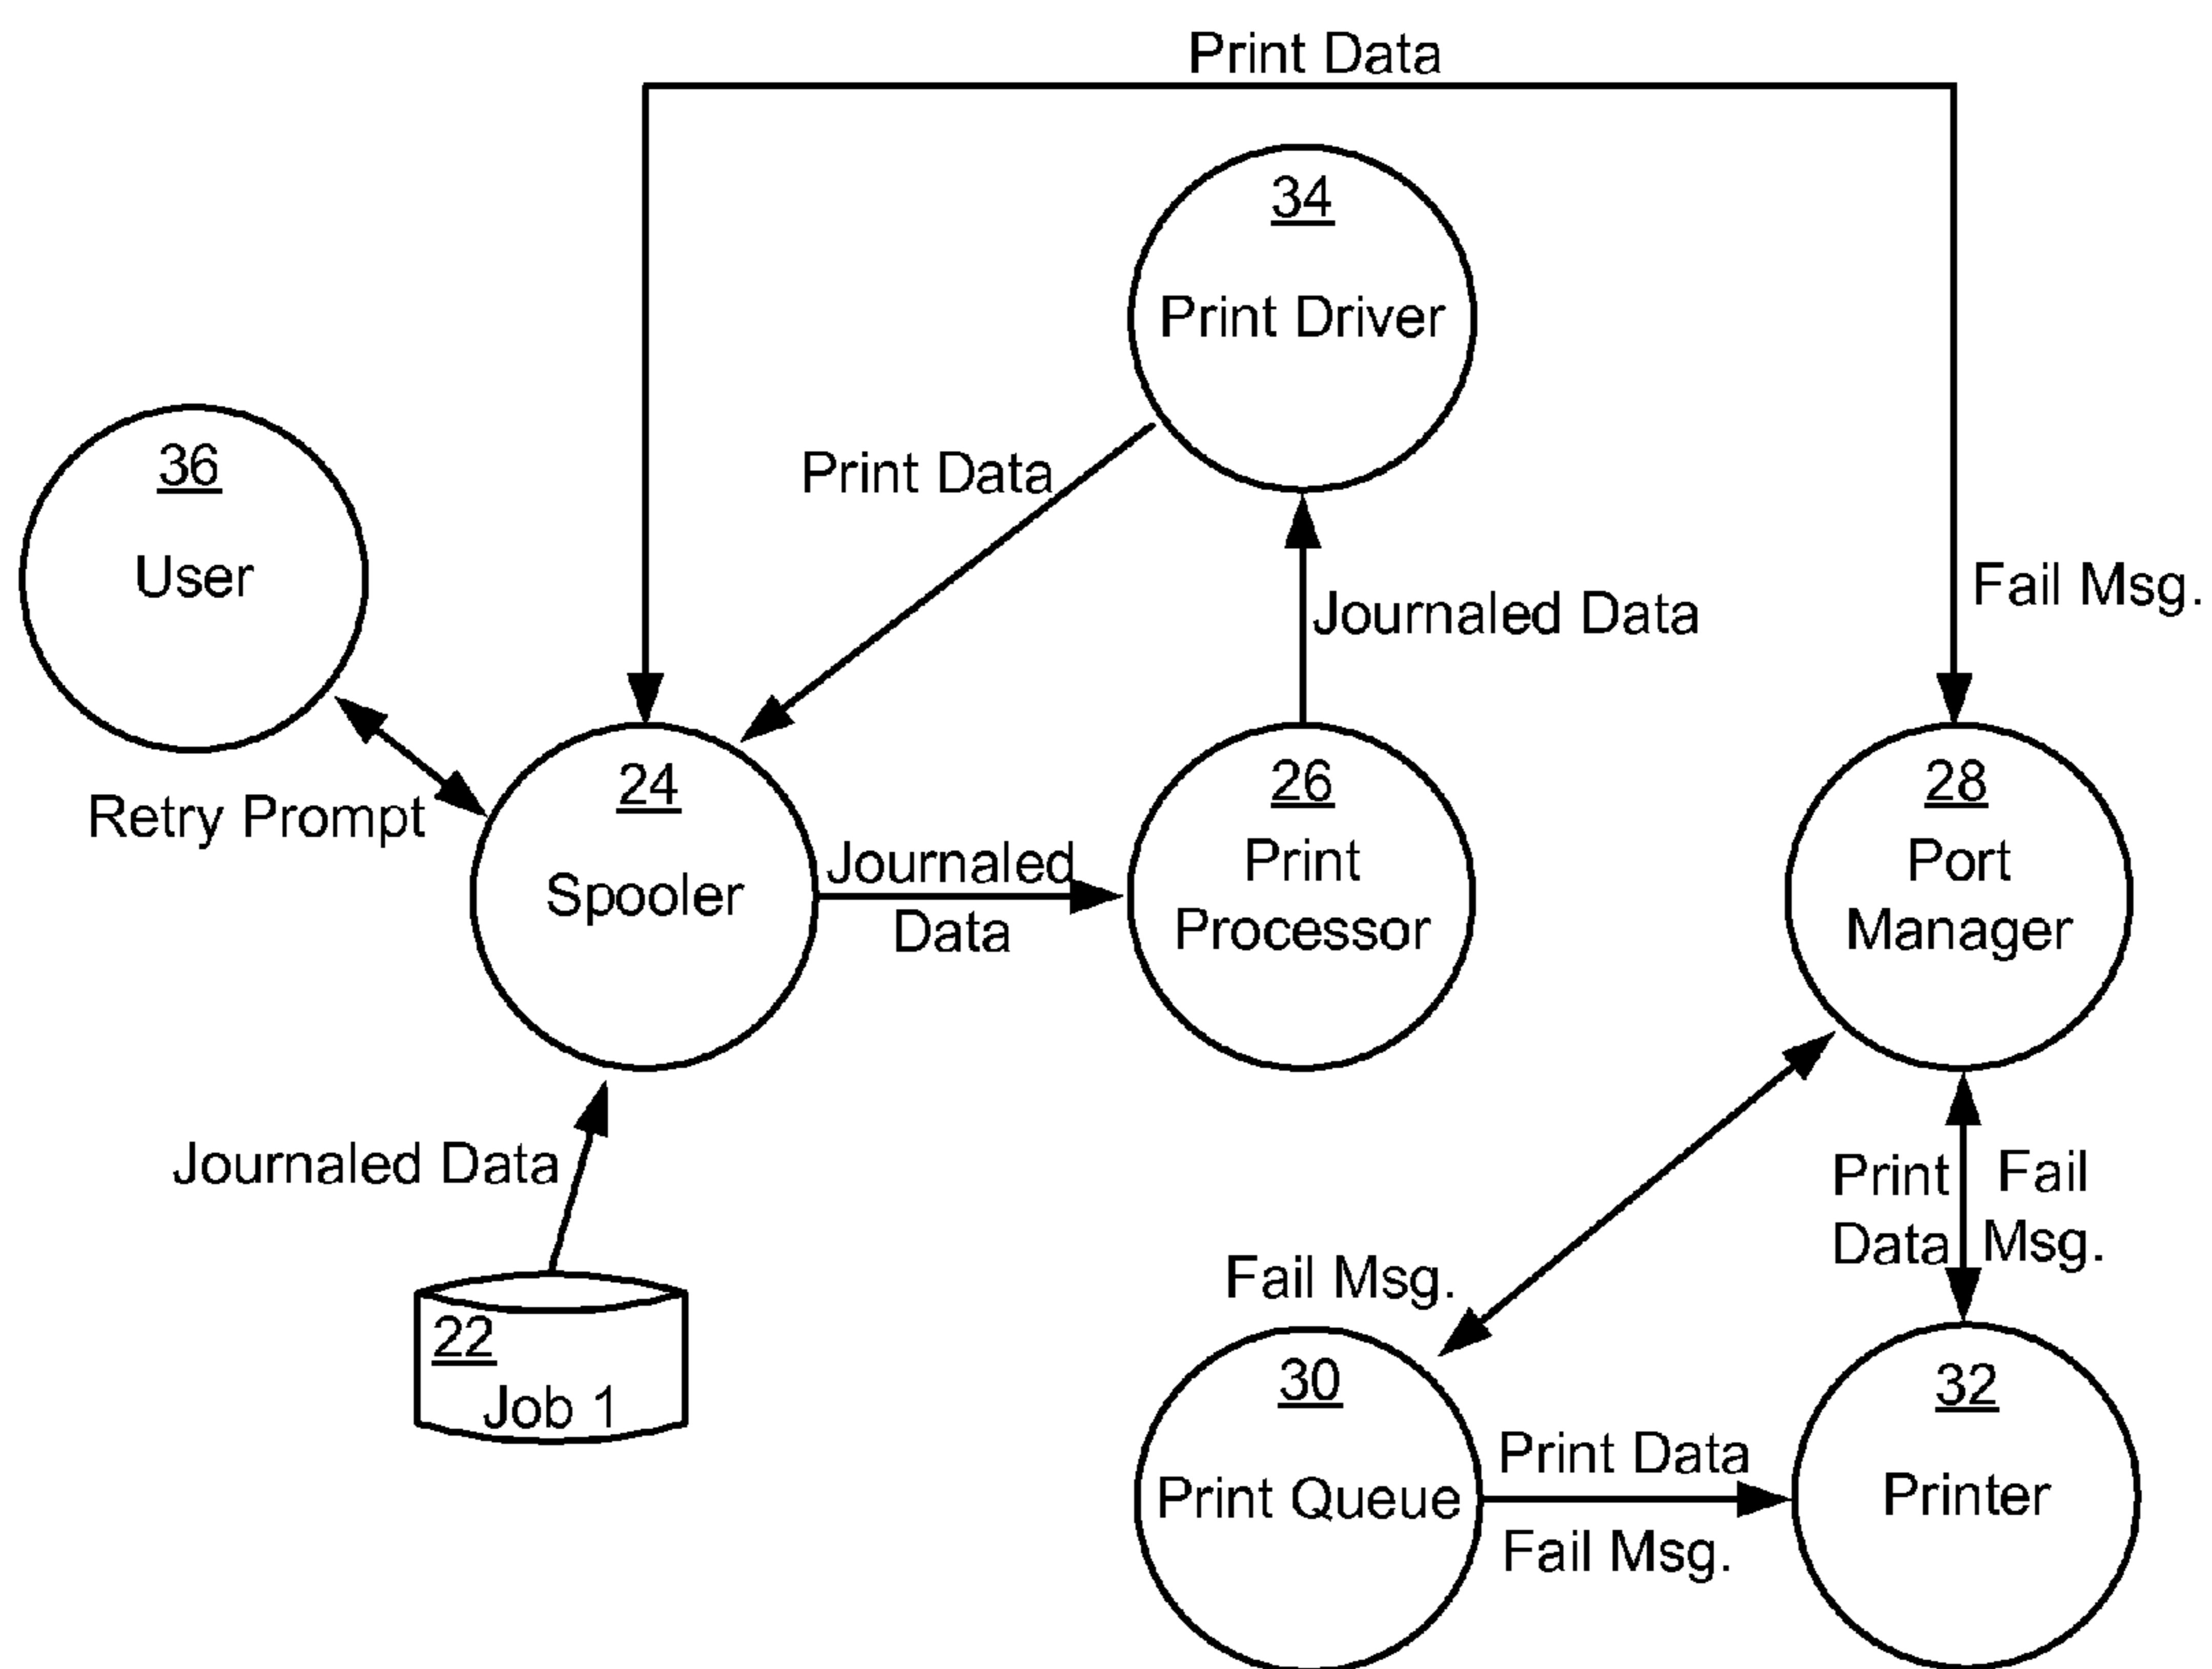 Print Data
34
Print Driver
Print Data
36
User
Journaled Data
Fail Msg.
Retry Prompt
24
Spooler
Journaled
Data
26
Print
Processor
28
Port
Manager
Journaled Data
22
Job 1
Print
Data
Fail
Msg.
Fail Msg.
30
Print Queue
Print Data
Fail Msg.
32
Printer